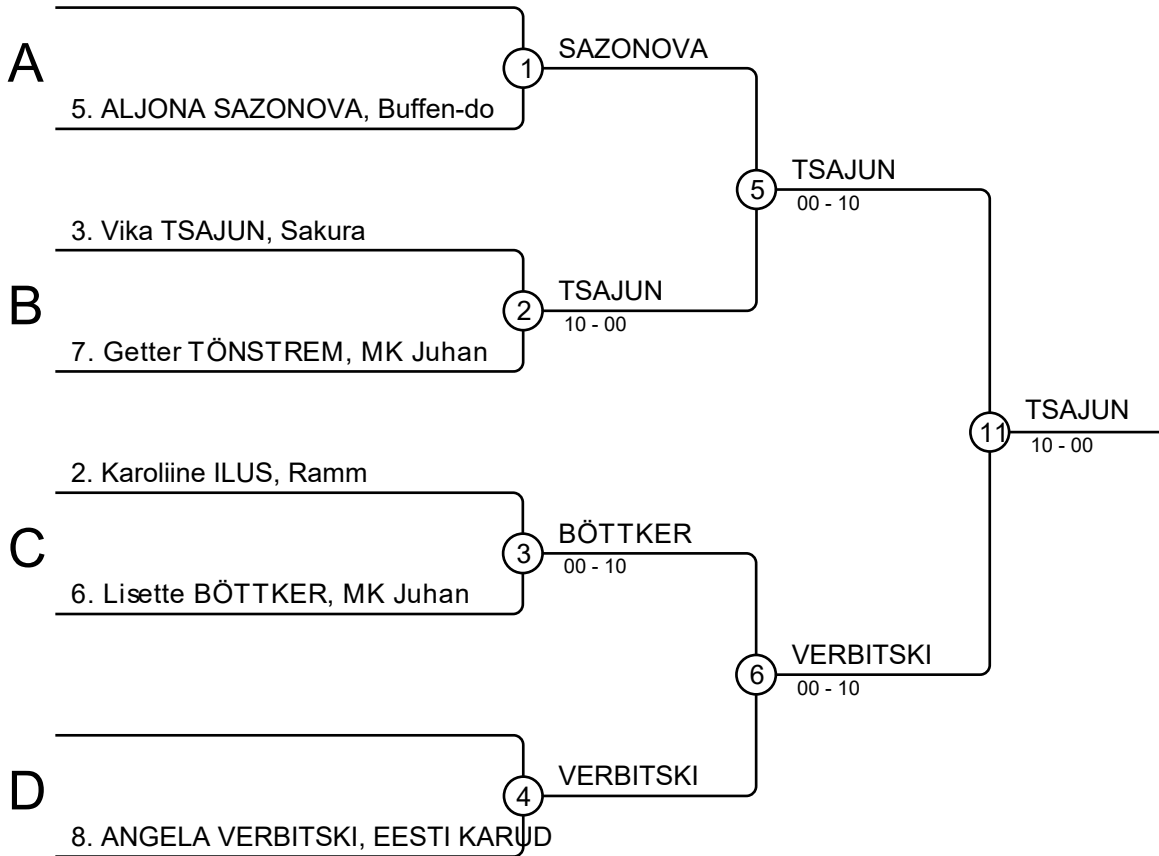 SAZONOVA
A
1
5. ALJONA SAZONOVA, Buffen-do
TSAJUN
5
00 - 10
3. Vika TSAJUN, Sakura
TSAJUN
B
2
10 - 00
7. Getter TÖNSTREM, MK Juhan
TSAJUN
11
10 - 00
2. Karoliine ILUS, Ramm
BÖTTKER
C
3
00 - 10
6. Lisette BÖTTKER, MK Juhan
VERBITSKI
6
00 - 10
VERBITSKI
D
4
8. ANGELA VERBITSKI, EESTI KARUD